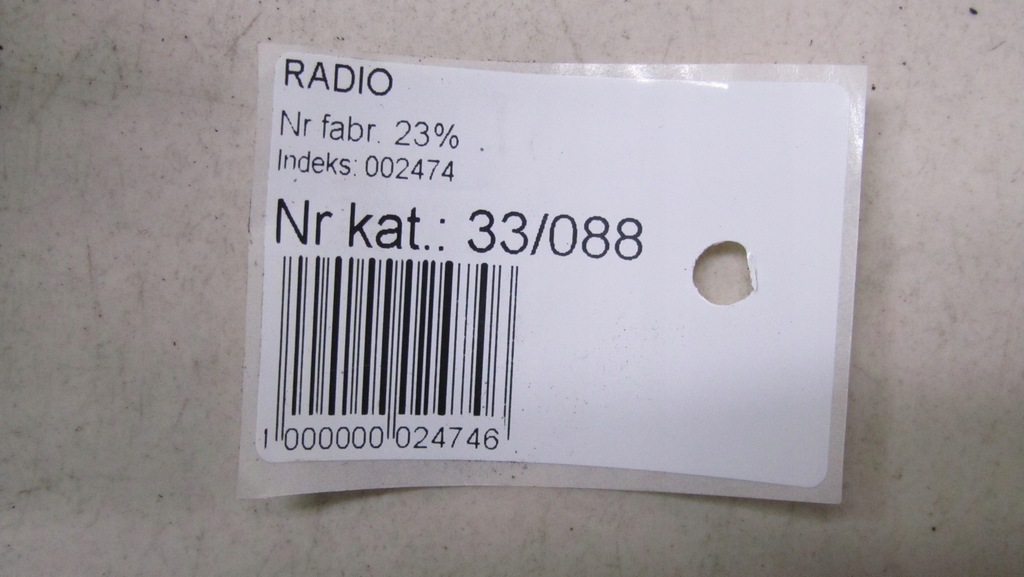 RADIO
Nr fabr. 23%
Indeks: 002474
Nr kat.: 33/088
1 000000 024746